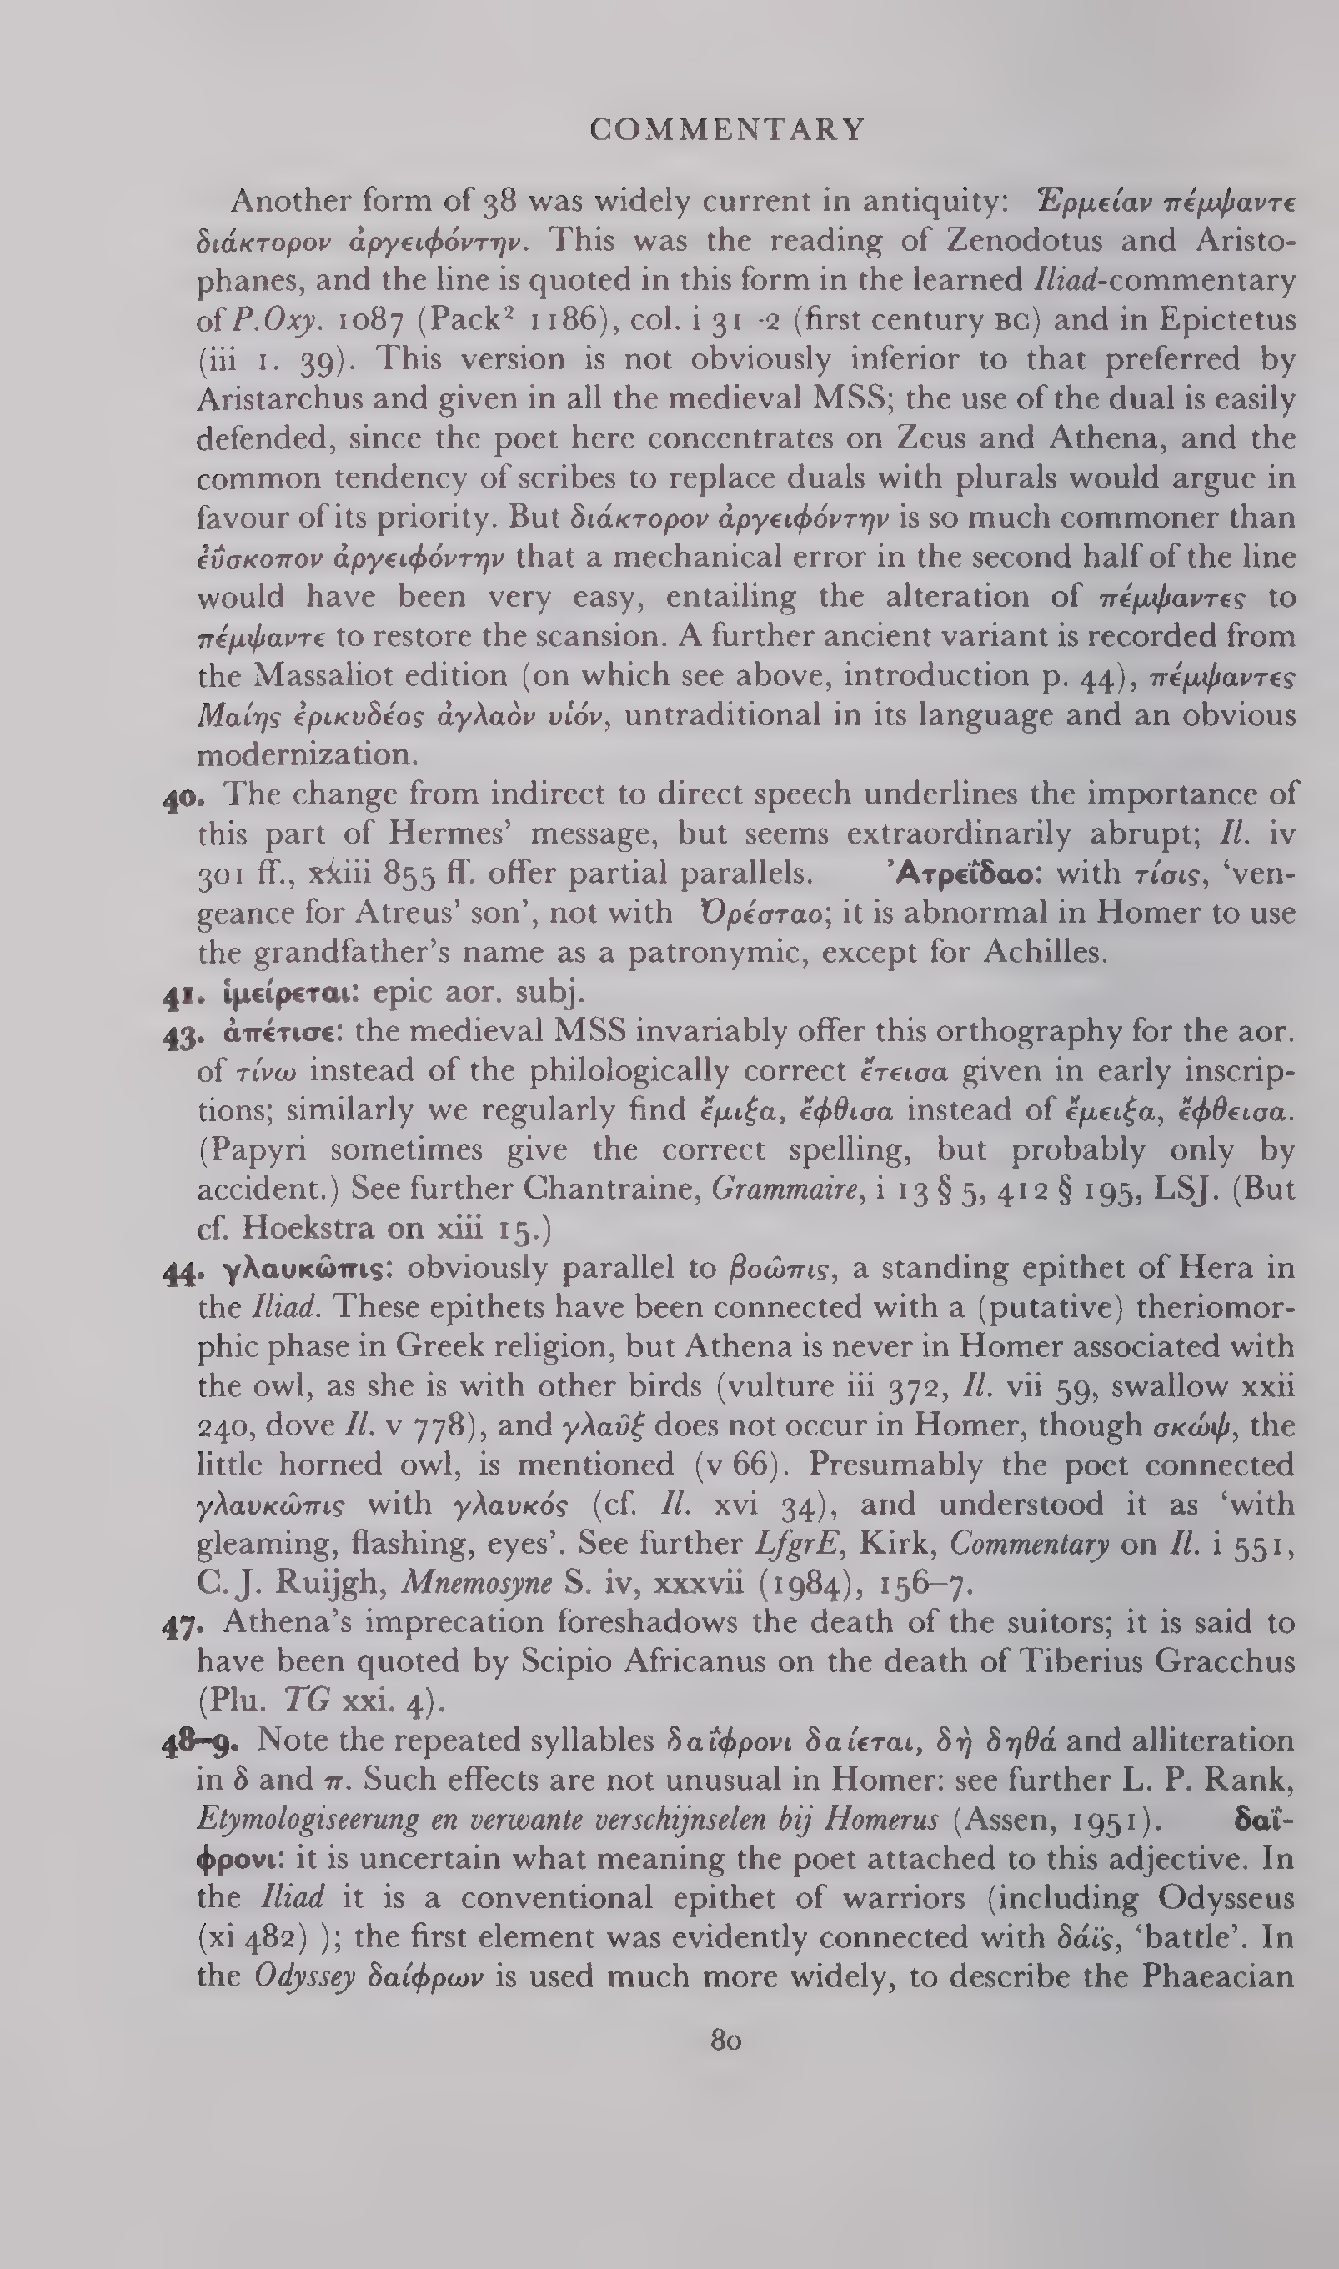 COMMENTARY
Another form of 38 was widely current in antiquity: Ἑρμείαν πέμψαντε
διάκτορον ἀργειφόντην. This was the reading of Zenodotus and Aristo-
phanes, and the line is quoted in this form in the learned Iliad-commentary
of P.Oxy. 1087 (Pack² 1186), col. i 31-2 (first century BC) and in Epictetus
(iii 1. 39). This version is not obviously inferior to that preferred by
Aristarchus and given in all the medieval MSS; the use of the dual is easily
defended, since the poet here concentrates on Zeus and Athena, and the
common tendency of scribes to replace duals with plurals would argue in
favour of its priority. But διάκτορον ἀργειφόντην is so much commoner than
ἐΰσκοπον ἀργειφόντην that a mechanical error in the second half of the line
would have been very easy, entailing the alteration of πέμψαντες to
πέμψαντε to restore the scansion. A further ancient variant is recorded from
the Massaliot edition (on which see above, introduction p. 44), πέμψαντες
Μαίης ἐρικυδέος ἀγλαὸν υἱόν, untraditional in its language and an obvious
modernization.
40. The change from indirect to direct speech underlines the importance of
this part of Hermes’ message, but seems extraordinarily abrupt; Il. iv
301 ff., xxiii 855 ff. offer partial parallels. Ἀτρεΐδαο: with τίσις, ‘ven-
geance for Atreus’ son’, not with Ὀρέσταο; it is abnormal in Homer to use
the grandfather’s name as a patronymic, except for Achilles.
41. ἱμείρεται: epic aor. subj.
43. ἀπέτισε: the medieval MSS invariably offer this orthography for the aor.
of τίνω instead of the philologically correct ἔτεισα given in early inscrip-
tions; similarly we regularly find ἔμιξα, ἔφθισα instead of ἔμειξα, ἔφθεισα.
(Papyri sometimes give the correct spelling, but probably only by
accident.) See further Chantraine, Grammaire, i 13 § 5, 412 § 195, LSJ. (But
cf. Hoekstra on xiii 15.)
44. γλαυκῶπις: obviously parallel to βοῶπις, a standing epithet of Hera in
the Iliad. These epithets have been connected with a (putative) theriomor-
phic phase in Greek religion, but Athena is never in Homer associated with
the owl, as she is with other birds (vulture iii 372, Il. vii 59, swallow xxii
240, dove Il. v 778), and γλαῦξ does not occur in Homer, though σκώψ, the
little horned owl, is mentioned (v 66). Presumably the poet connected
γλαυκῶπις with γλαυκός (cf. Il. xvi 34), and understood it as ‘with
gleaming, flashing, eyes’. See further LfgrE, Kirk, Commentary on Il. i 551,
C. J. Ruijgh, Mnemosyne S. iv, xxxvii (1984), 156–7.
47. Athena’s imprecation foreshadows the death of the suitors; it is said to
have been quoted by Scipio Africanus on the death of Tiberius Gracchus
(Plu. TG xxi. 4).
48–9. Note the repeated syllables δαΐφρονι δαίεται, δὴ δηθά and alliteration
in δ and π. Such effects are not unusual in Homer: see further L. P. Rank,
Etymologiseerung en verwante verschijnselen bij Homerus (Assen, 1951). δαΐ-
φρονι: it is uncertain what meaning the poet attached to this adjective. In
the Iliad it is a conventional epithet of warriors (including Odysseus
(xi 482) ); the first element was evidently connected with δάϊς, ‘battle’. In
the Odyssey δαίφρων is used much more widely, to describe the Phaeacian
80